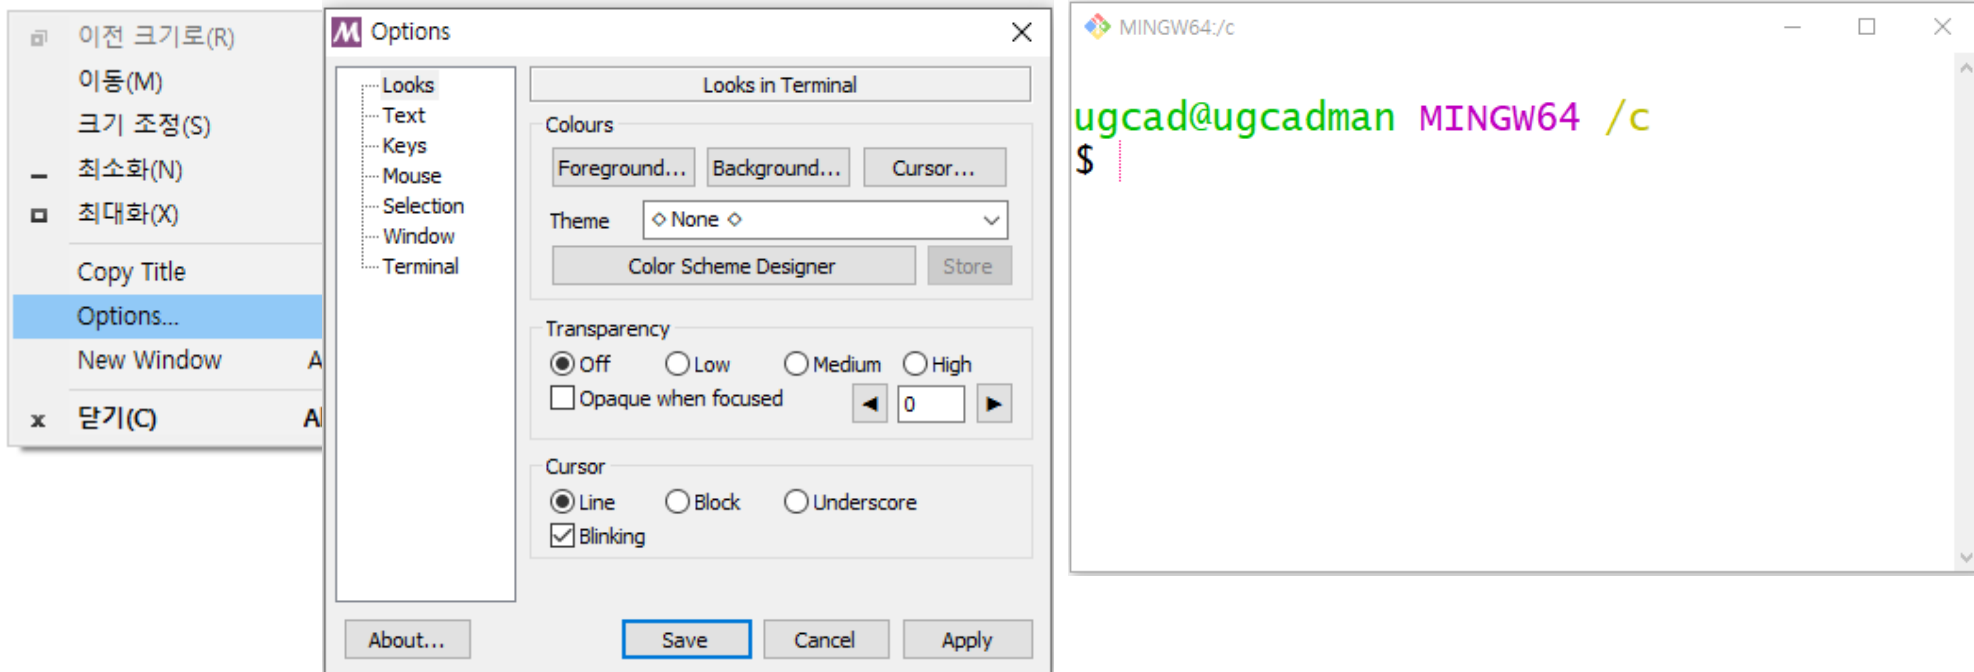 이전 크기로(R)
이동(M)
크기 조정(S)
최소화(N)
최대화(X)
Copy Title
Options...
New Window
닫기(C)
Options
Looks
Text
Keys
Mouse
Selection
Window
Terminal
Looks in Terminal
Colours
Foreground... Background... Cursor...
Theme ◇ None ◇
Color Scheme Designer Store
Transparency
Off Low Medium High
Opaque when focused 0
Cursor
Line Block Underscore
Blinking
About... Save Cancel Apply
MINGW64:/c
ugcad@ugcadman MINGW64 /c
$